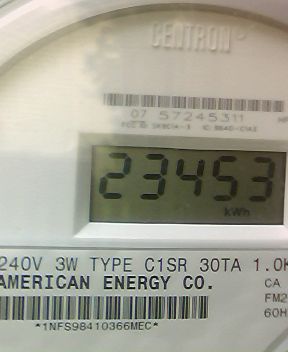 CENTRON®
07 57245311
23453
kWh
240V 3W TYPE C1SR 30TA 1.0K
AMERICAN ENERGY CO.
CA
FM2
60H
*1NFS98410366MEC*